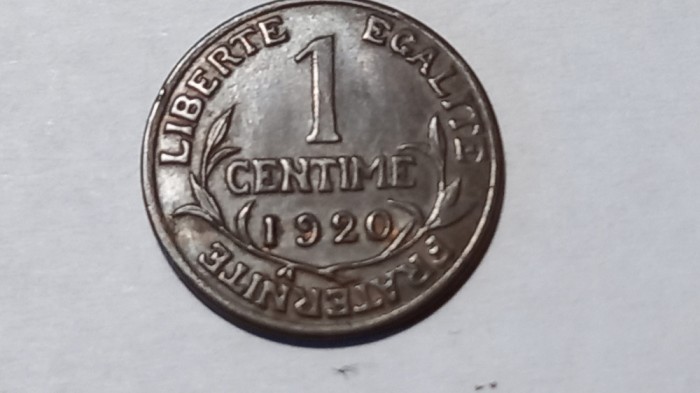 LIBERTE EGALITE
1
CENTIME
1920
FRATERNITE